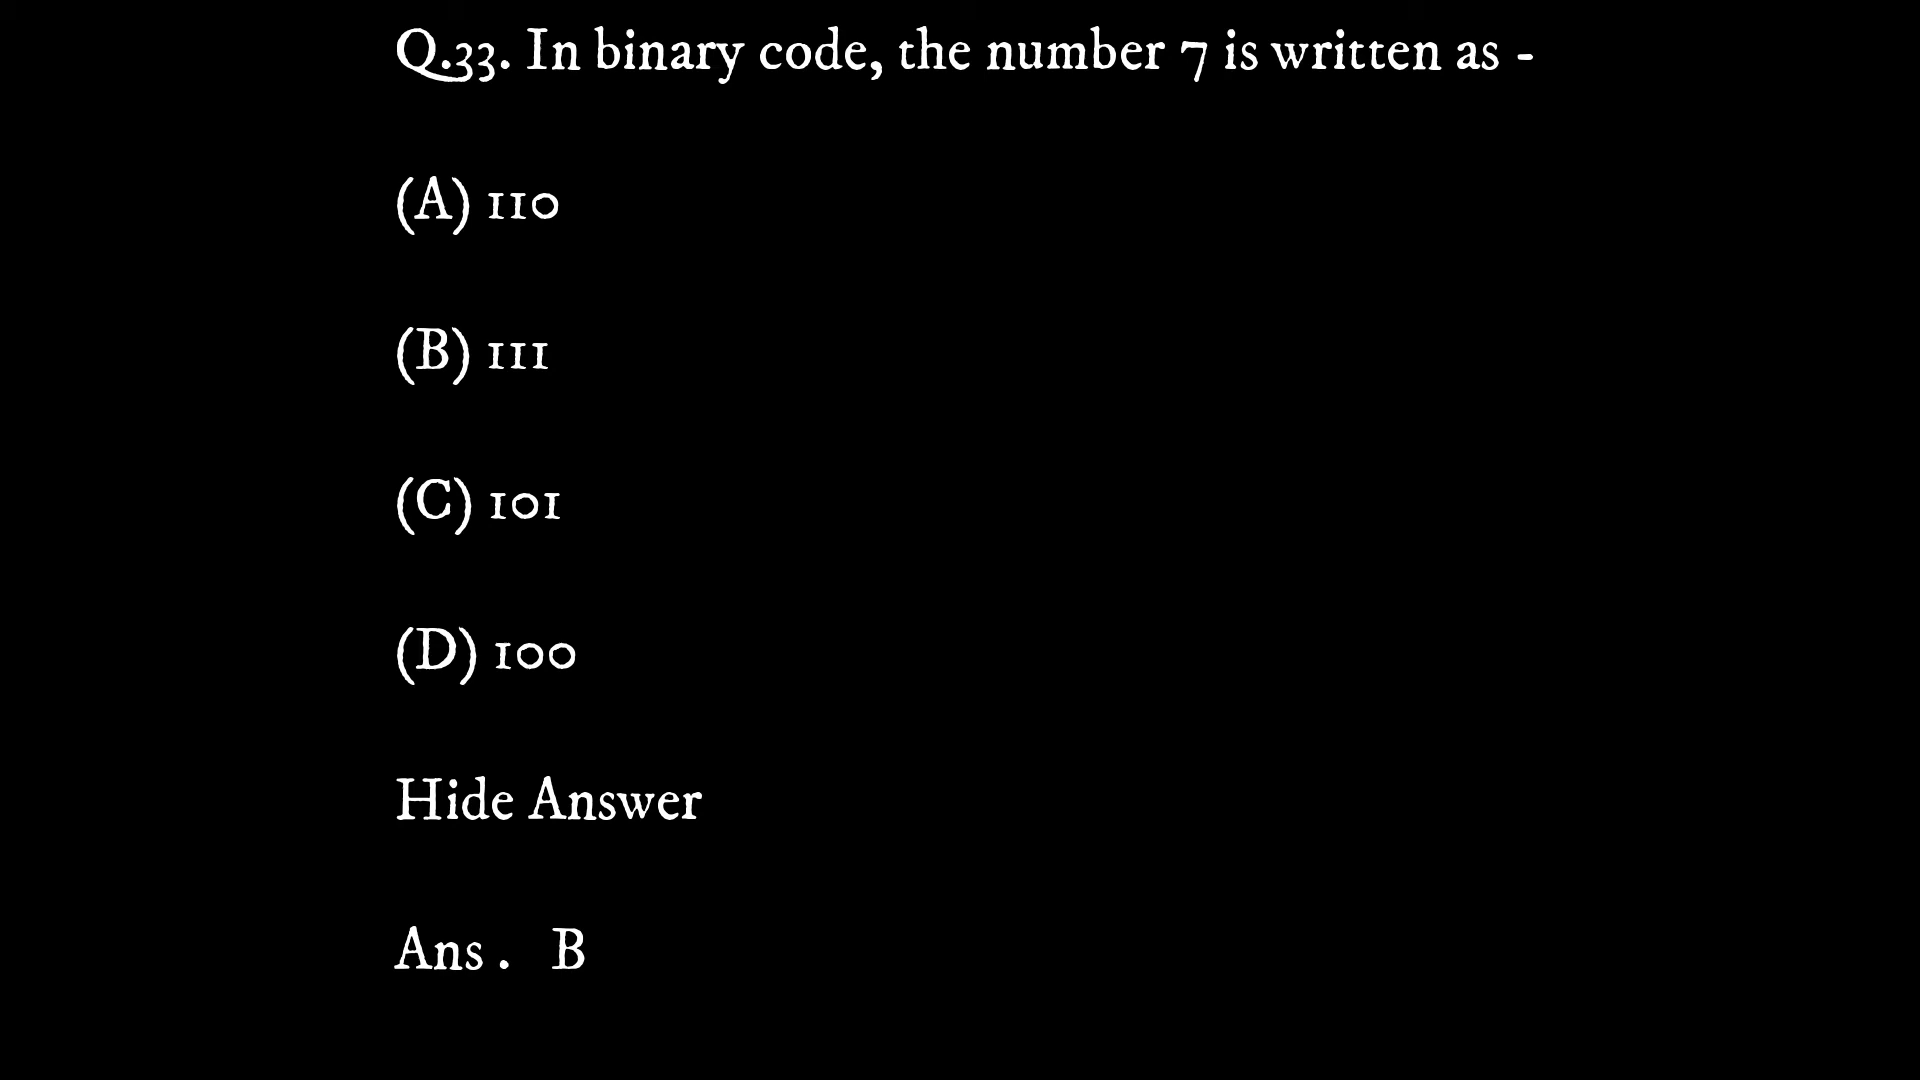 Q.33. In binary code, the number 7 is written as -
(A) 110
(B) 111
(C) 101
(D) 100
Hide Answer
Ans . B